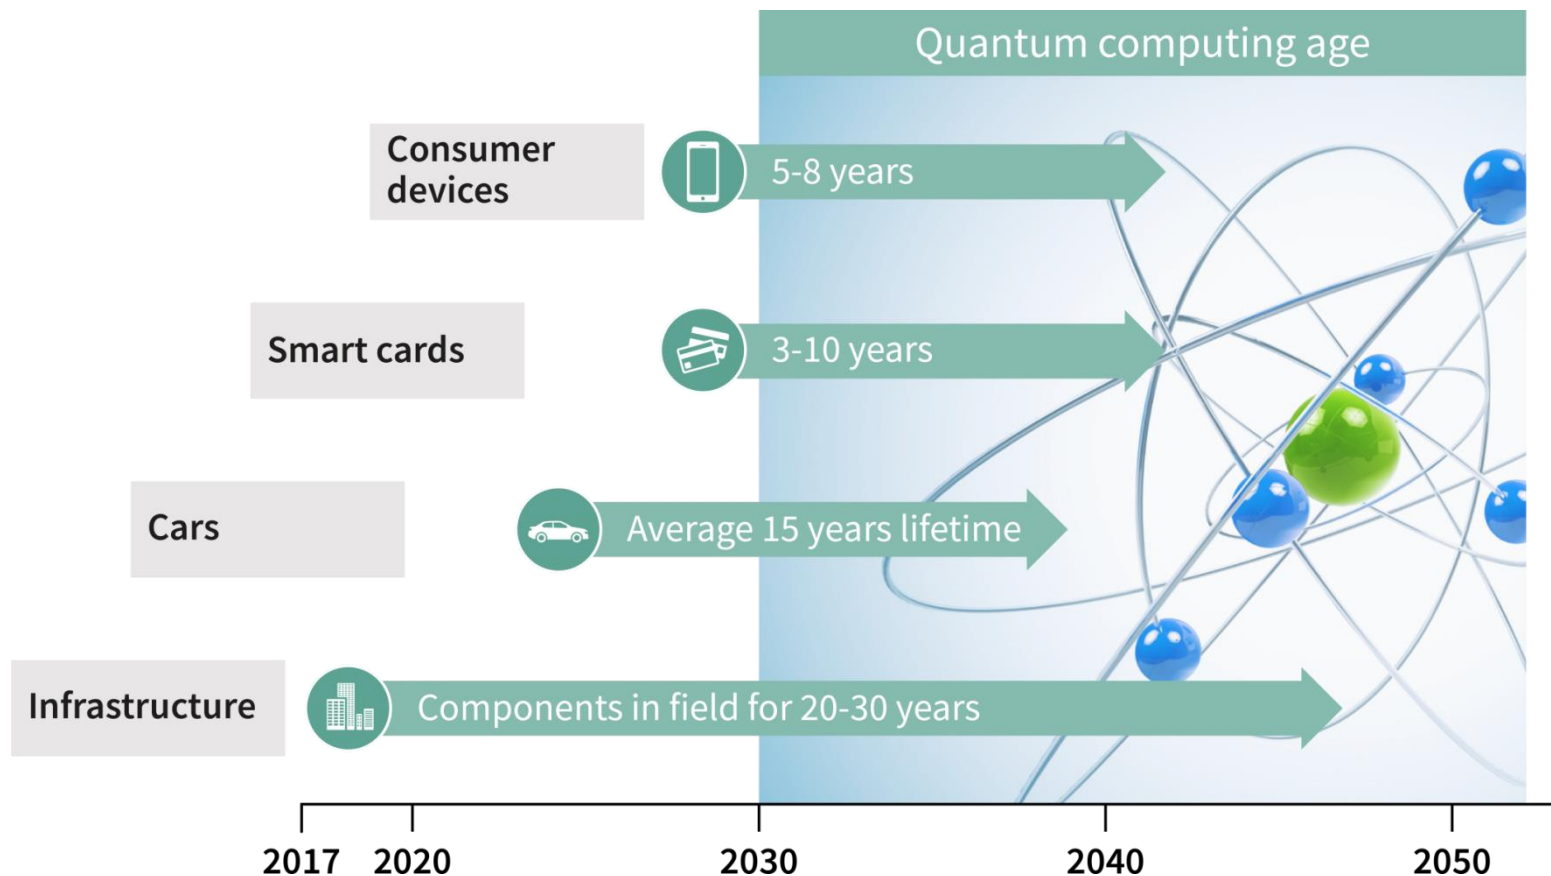 Quantum computing age
Consumer
devices
5-8 years
Smart cards
3-10 years
Cars
Average 15 years lifetime
Infrastructure
Components in field for 20-30 years
2017 2020 2030 2040 2050